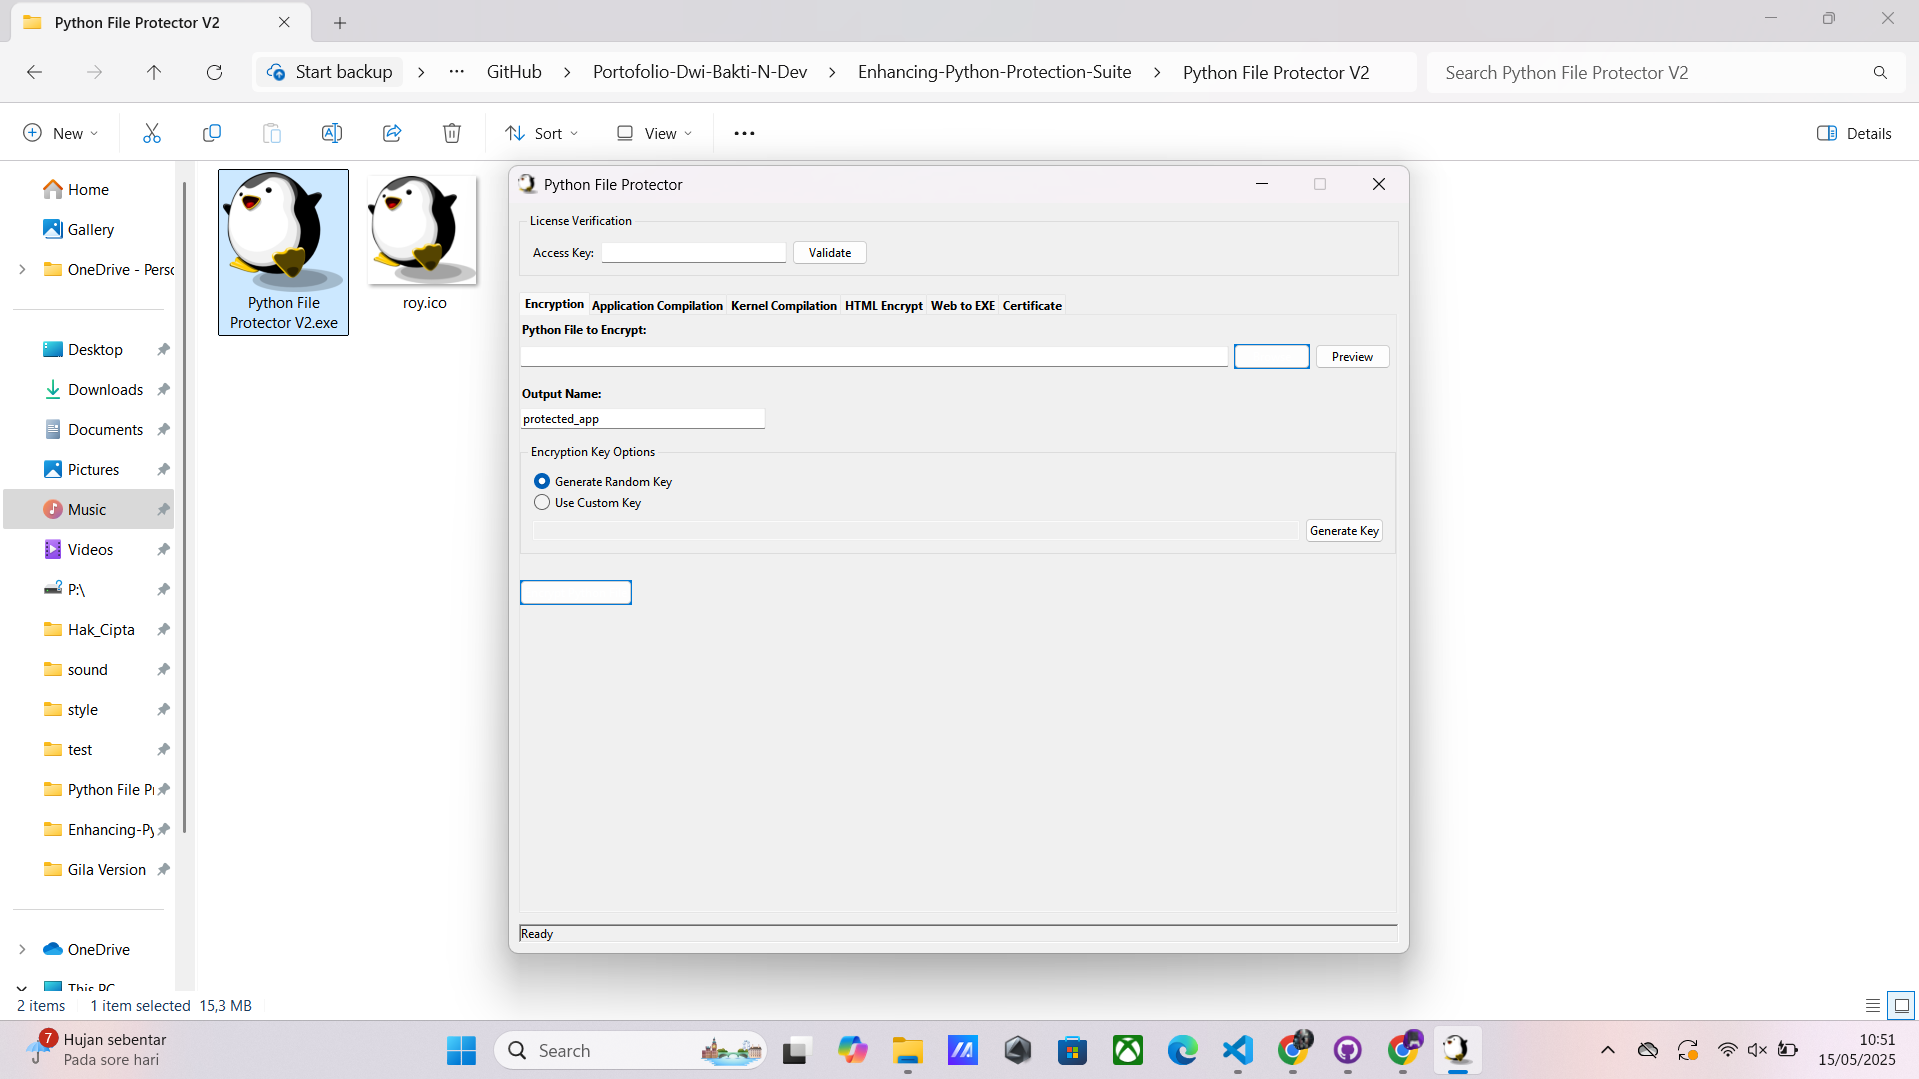 Python File Protector V2
Start backup
GitHub
Portofolio-Dwi-Bakti-N-Dev
Enhancing-Python-Protection-Suite
Python File Protector V2
Search Python File Protector V2
New
Sort
View
Details
Home
Gallery
OneDrive - Perso
Desktop
Downloads
Documents
Pictures
Music
Videos
P:\
Hak_Cipta
sound
style
test
Python File Pr
Enhancing-Py
Gila Version
OneDrive
This PC
Python File
Protector V2.exe
roy.ico
Python File Protector
License Verification
Access Key:
Validate
Encryption
Application Compilation
Kernel Compilation
HTML Encrypt
Web to EXE
Certificate
Python File to Encrypt:
Preview
Output Name:
protected_app
Encryption Key Options
Generate Random Key
Use Custom Key
Generate Key
Ready
2 items
1 item selected 15,3 MB
7
Hujan sebentar
Pada sore hari
Search
10:51
15/05/2025